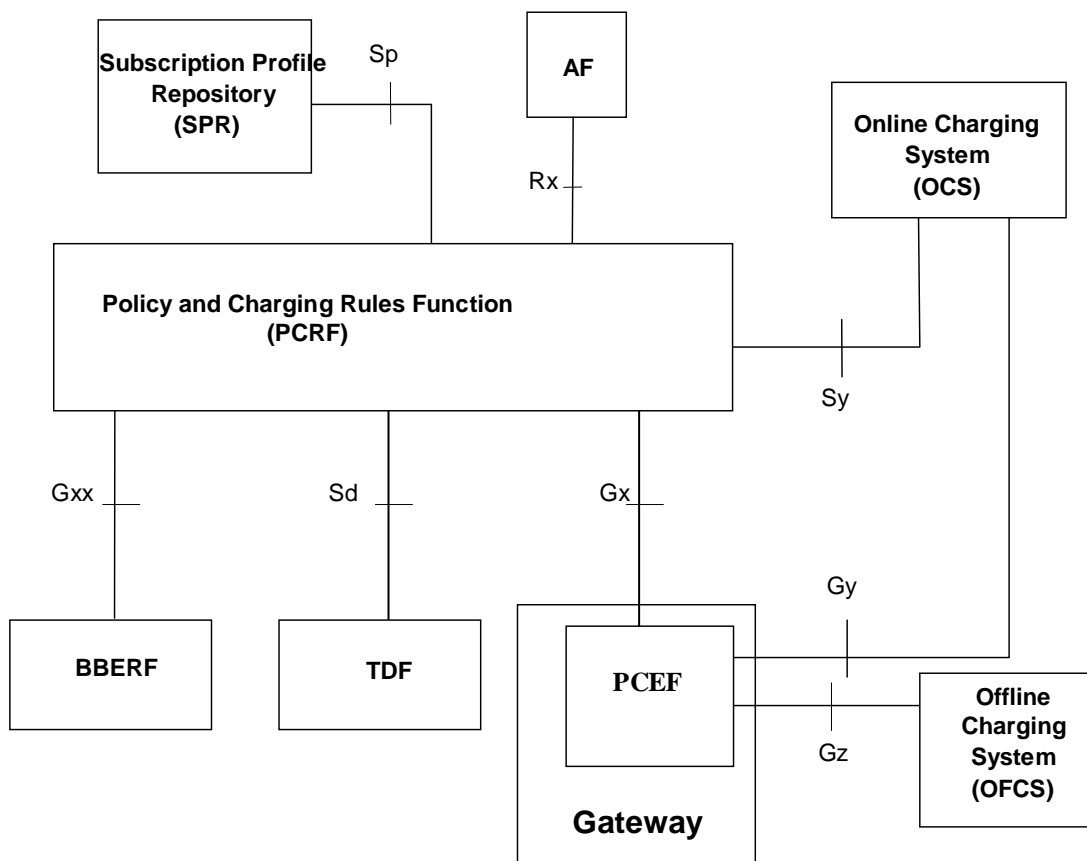 Subscription Profile
Repository
(SPR)
Sp
AF
Online Charging
System
(OCS)
Rx
Policy and Charging Rules Function
(PCRF)
Sy
Gxx
Sd
Gx
Gy
BBERF
TDF
PCEF
Offline
Charging
System
(OFCS)
Gz
Gateway